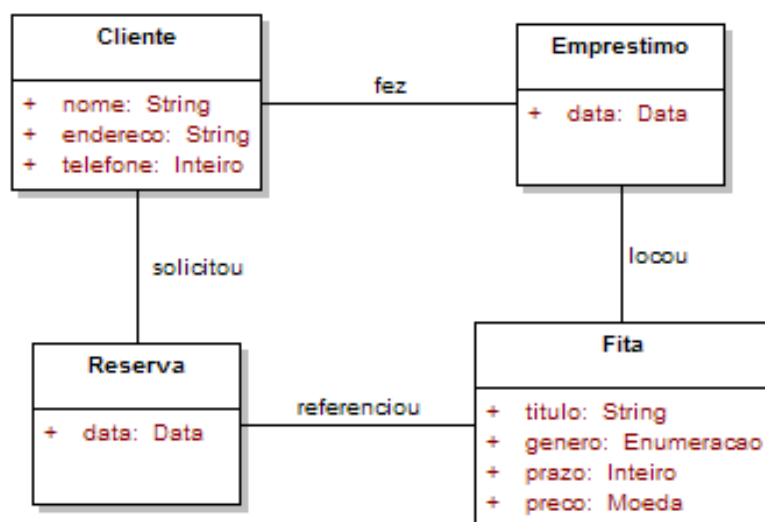 Cliente
+ nome: String
+ endereco: String
+ telefone: Inteiro
fez
Emprestimo
+ data: Data
solicitou
locou
Reserva
+ data: Data
referenciou
Fita
+ titulo: String
+ genero: Enumeracao
+ prazo: Inteiro
+ preco: Moeda